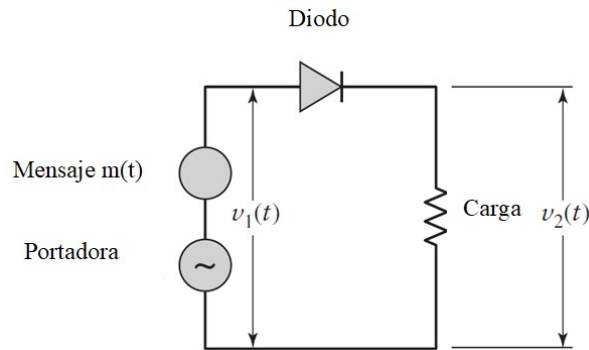 Diodo
Mensaje m(t)
v₁(t)
Carga
v₂(t)
Portadora
~